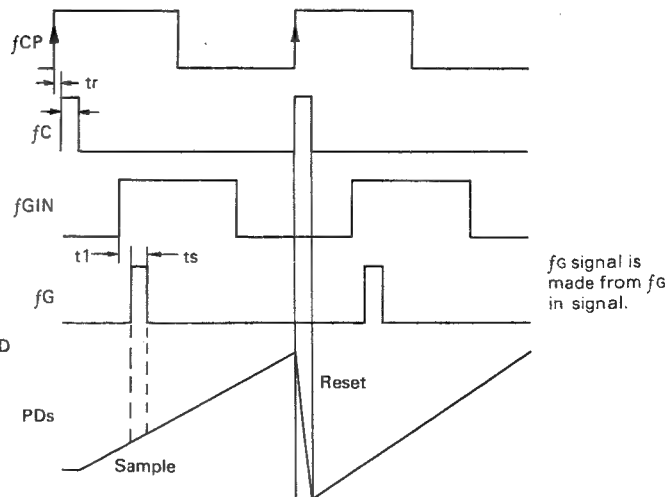 fCP
tr
fC
fGIN
t1
ts
fG
fG signal is
made from fG
in signal.
D
Reset
PDs
Sample